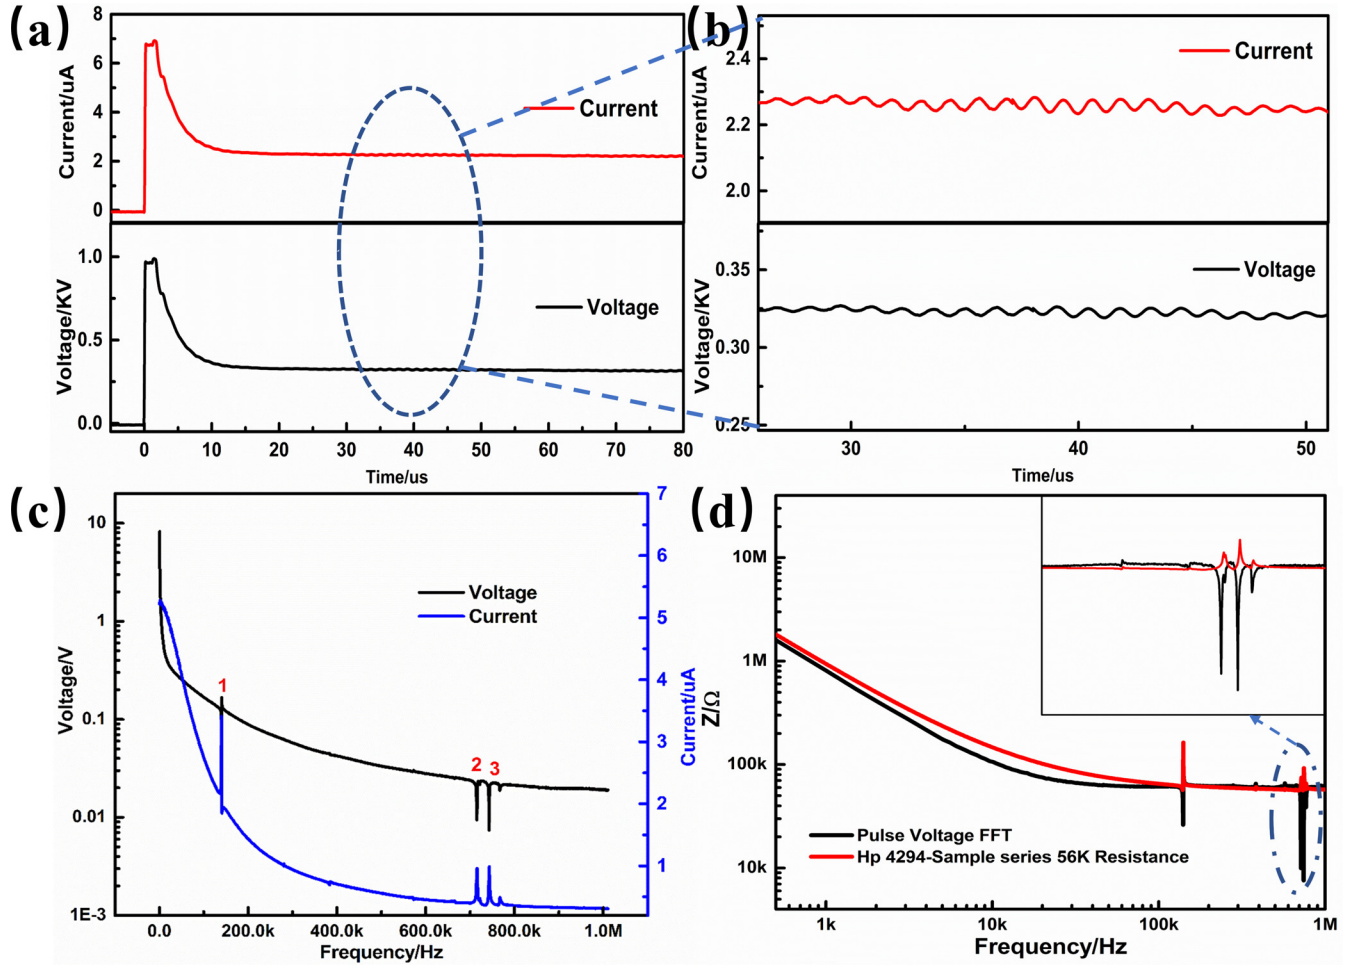 (a)
8
6
4
2
0
Current/uA
Current
1.0
0.5
0.0
Voltage/KV
Voltage
0 10 20 30 40 50 60 70 80
Time/us
(b)
2.4
2.2
2.0
Current/uA
Current
0.35
0.30
0.25
Voltage/KV
Voltage
30 40 50
Time/us
(c)
10
1
0.1
0.01
1E-3
Voltage/V
Voltage
Current
1
2
3
7
6
5
4
3
2
1
Current/uA
0.0 200.0k 400.0k 600.0k 800.0k 1.0M
Frequency/Hz
(d)
10M
1M
100k
10k
Z/Ω
Pulse Voltage FFT
Hp 4294-Sample series 56K Resistance
1k 10k 100k 1M
Frequency/Hz